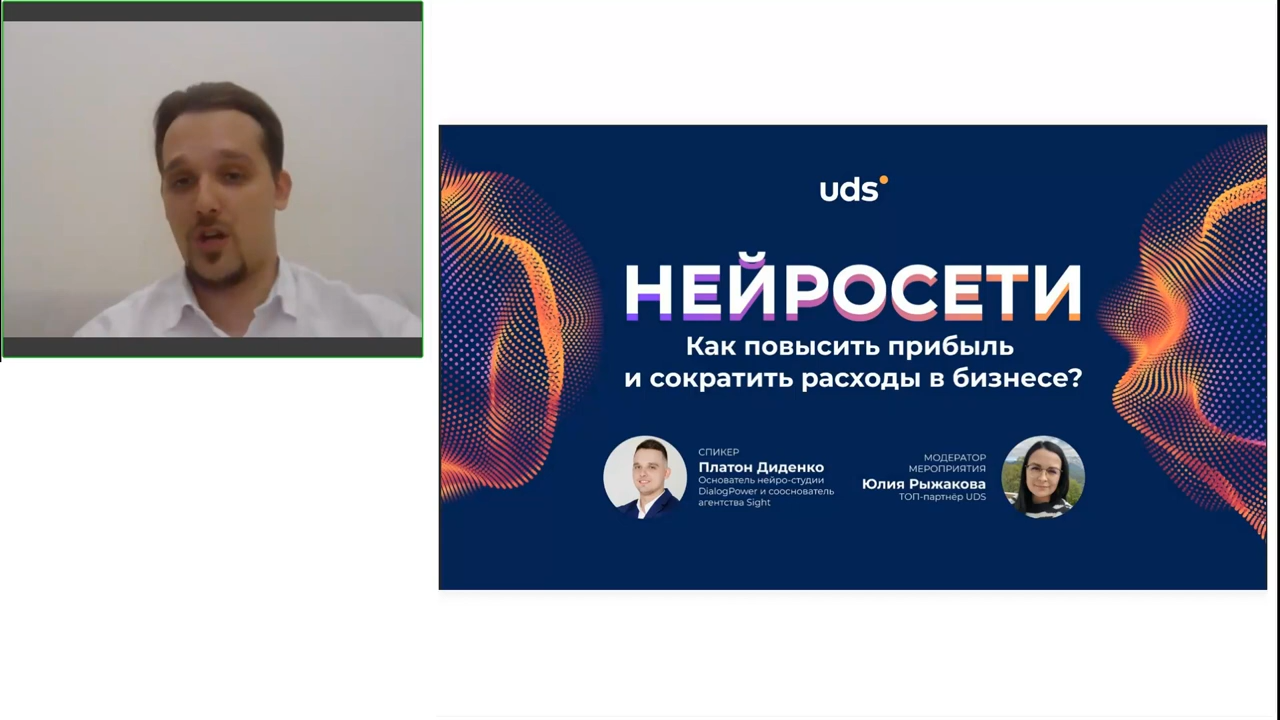 uds
НЕЙРОСЕТИ
Как повысить прибыль
и сократить расходы в бизнесе?
СПИКЕР
Платон Диденко
Основатель нейро-студии
DialogPower и сооснователь
агентства Sight
МОДЕРАТОР
МЕРОПРИЯТИЯ
Юлия Рыжакова
ТОП-партнёр UDS